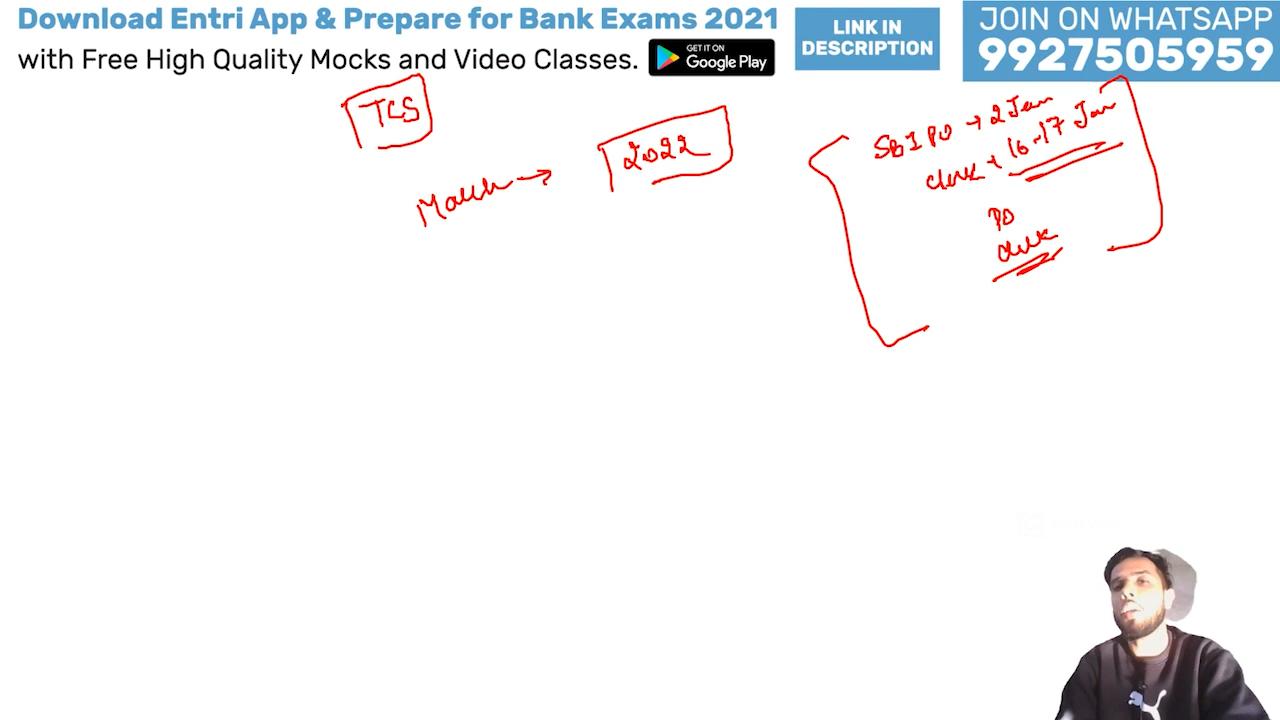 Download Entri App & Prepare for Bank Exams 2021
with Free High Quality Mocks and Video Classes.
GET IT ON
Google Play
LINK IN
DESCRIPTION
JOIN ON WHATSAPP
9927505959
TCS
March →
2022
SBI PO → 2 Jan
clerk → 16-17 Jan
PO
clerk